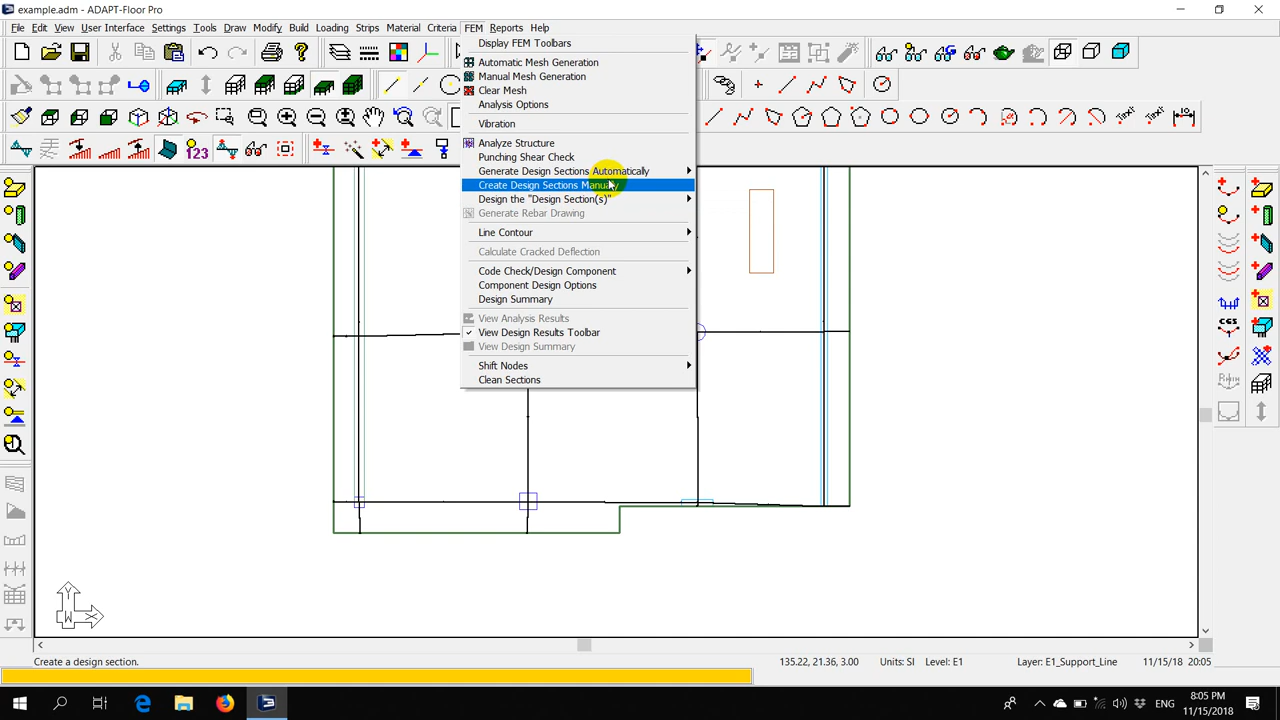 example.adm - ADAPT-Floor Pro
File Edit View User Interface Settings Tools Draw Modify Build Loading Strips Material Criteria FEM Reports Help
Display FEM Toolbars
Automatic Mesh Generation
Manual Mesh Generation
Clear Mesh
Analysis Options
Vibration
Analyze Structure
Punching Shear Check
Generate Design Sections Automatically
Create Design Sections Manually
Design the "Design Section(s)"
Generate Rebar Drawing
Line Contour
Calculate Cracked Deflection
Code Check/Design Component
Component Design Options
Design Summary
View Analysis Results
View Design Results Toolbar
View Design Summary
Shift Nodes
Clean Sections
123
CGS
Y
W X
Create a design section. 135.22, 21.36, 3.00 Units: SI Level: E1 Layer: E1_Support_Line 11/15/18 20:05
ENG 8:05 PM
11/15/2018